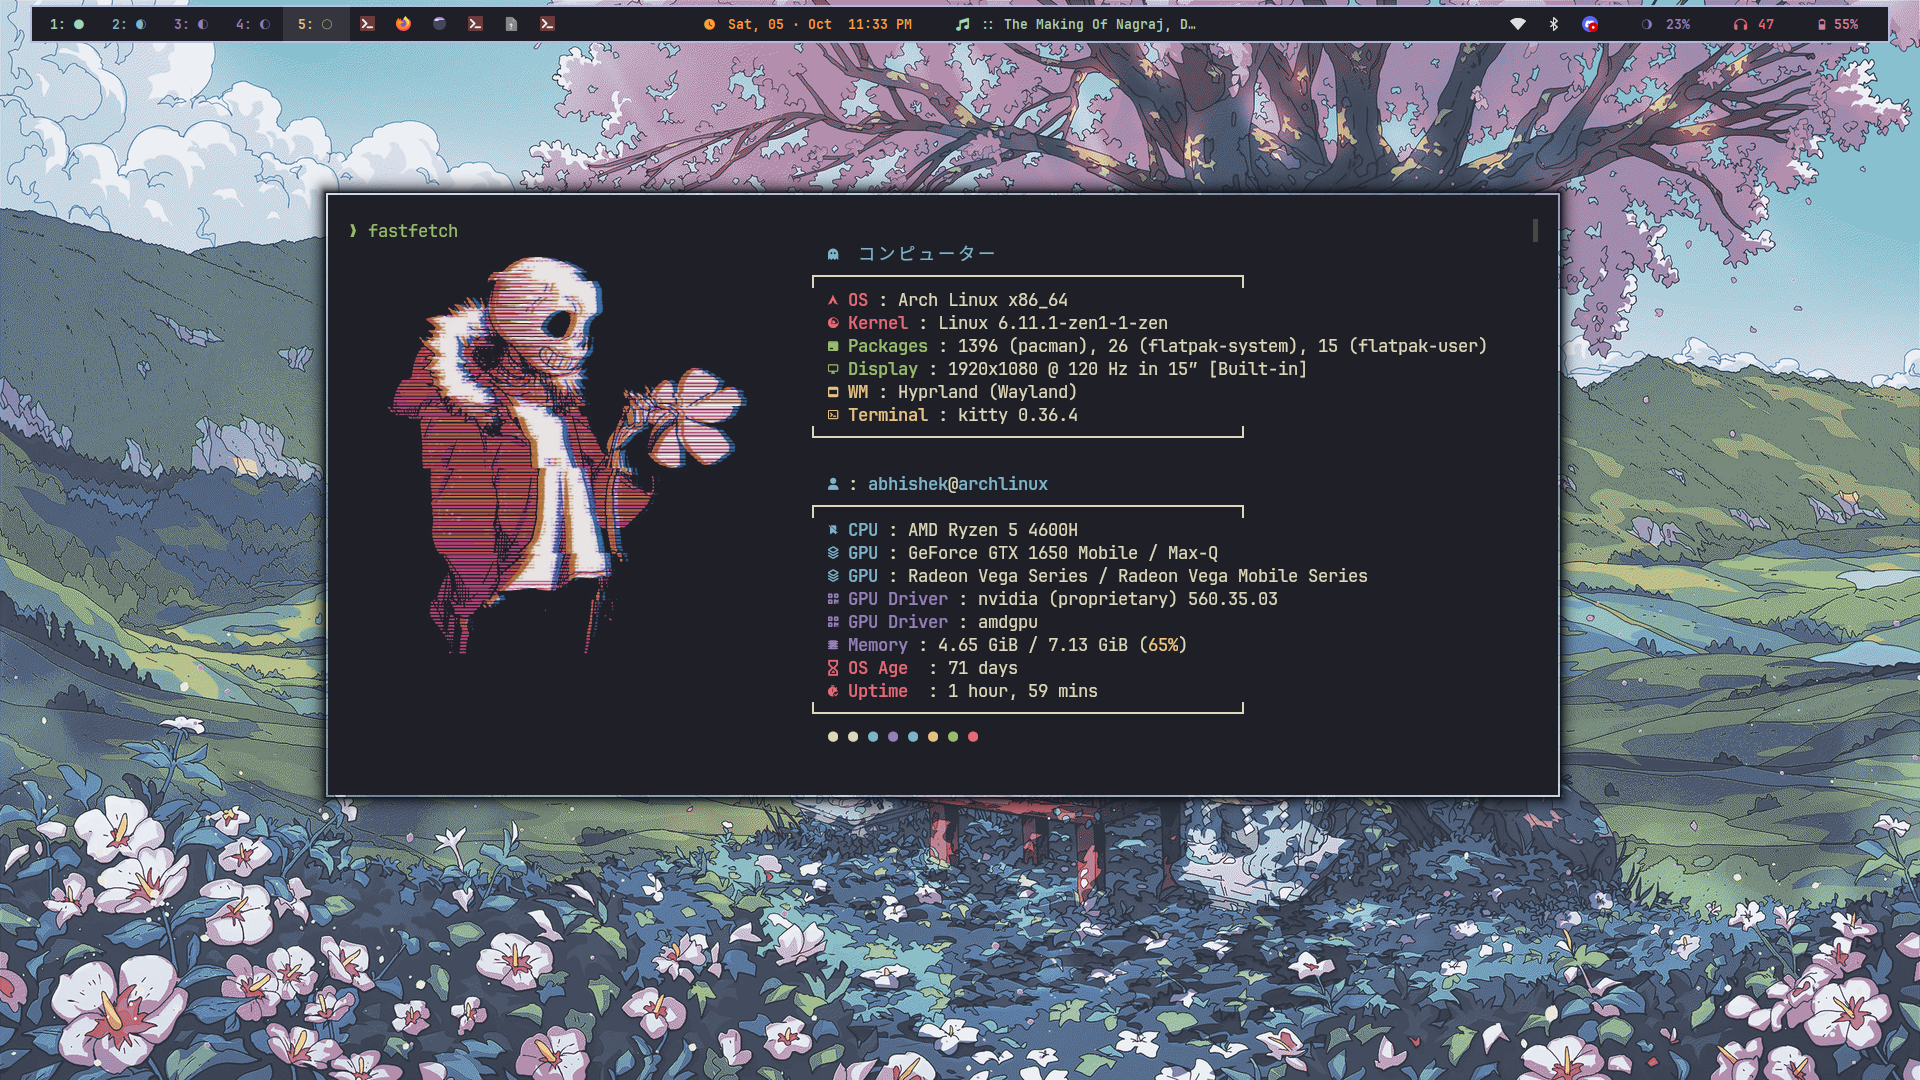 1: 2: 3: 4: 5: Sat, 05 · Oct 11:33 PM :: The Making Of Nagraj, D… 23% 47 55%
❫ fastfetch
コンピューター
OS : Arch Linux x86_64
Kernel : Linux 6.11.1-zen1-1-zen
Packages : 1396 (pacman), 26 (flatpak-system), 15 (flatpak-user)
Display : 1920x1080 @ 120 Hz in 15″ [Built-in]
WM : Hyprland (Wayland)
Terminal : kitty 0.36.4
: abhishek@archlinux
CPU : AMD Ryzen 5 4600H
GPU : GeForce GTX 1650 Mobile / Max-Q
GPU : Radeon Vega Series / Radeon Vega Mobile Series
GPU Driver : nvidia (proprietary) 560.35.03
GPU Driver : amdgpu
Memory : 4.65 GiB / 7.13 GiB (65%)
OS Age : 71 days
Uptime : 1 hour, 59 mins